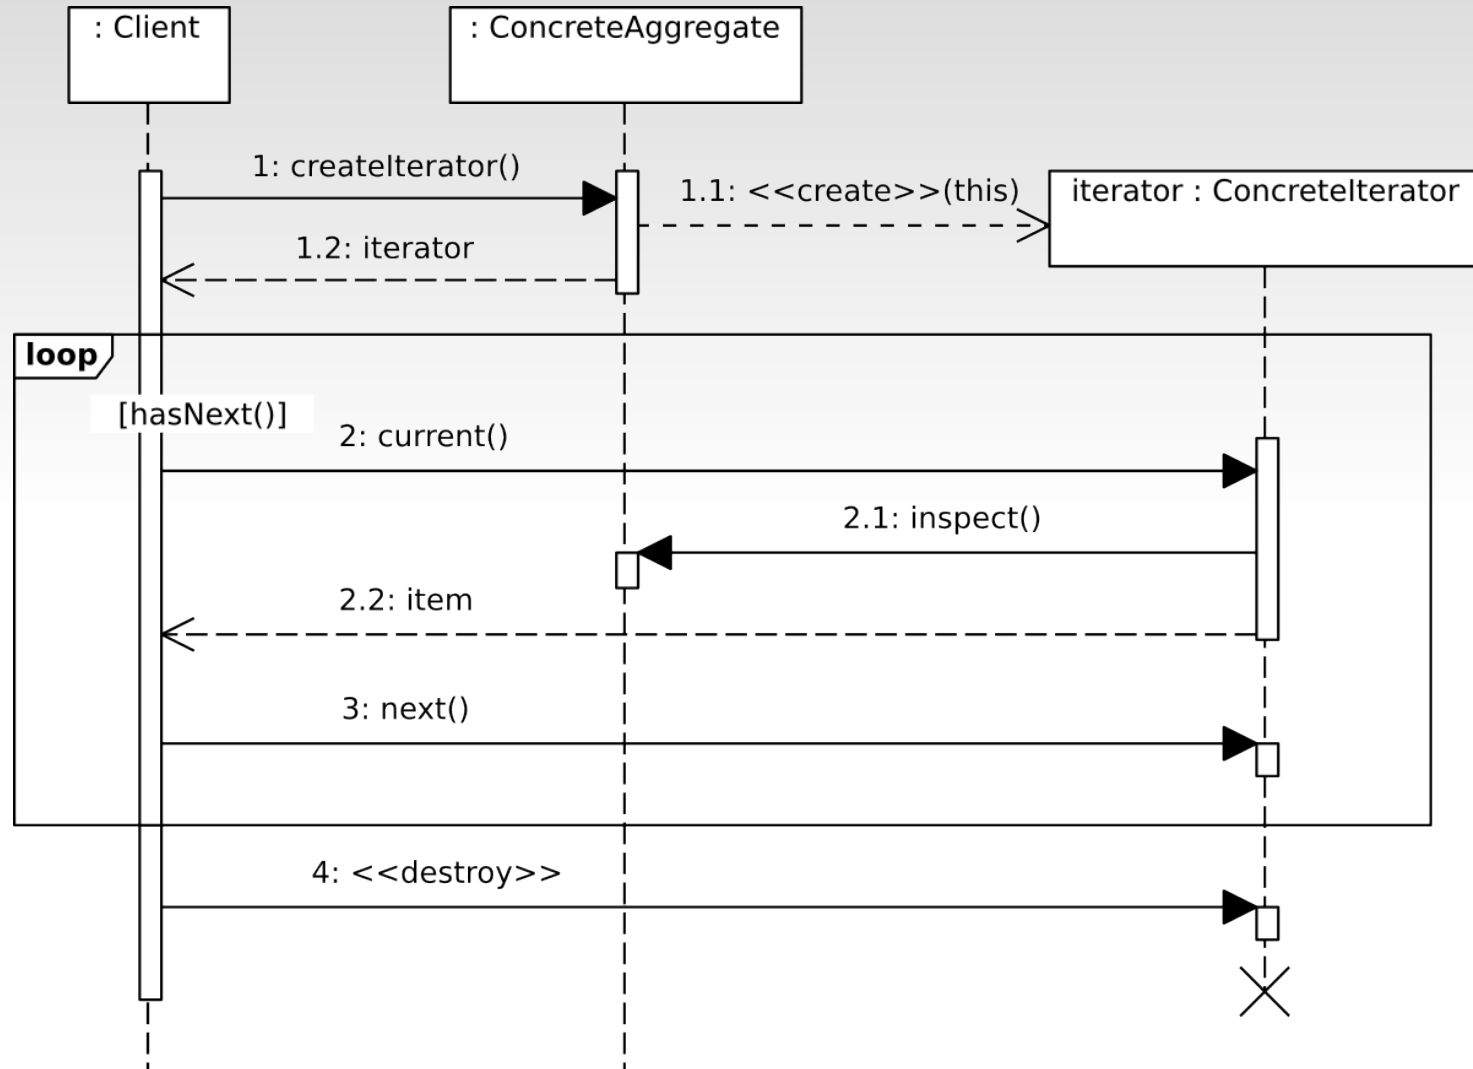 : Client
: ConcreteAggregate
1: createIterator()
1.1: <<create>>(this)
iterator : ConcreteIterator
1.2: iterator
loop
[hasNext()]
2: current()
2.1: inspect()
2.2: item
3: next()
4: <<destroy>>